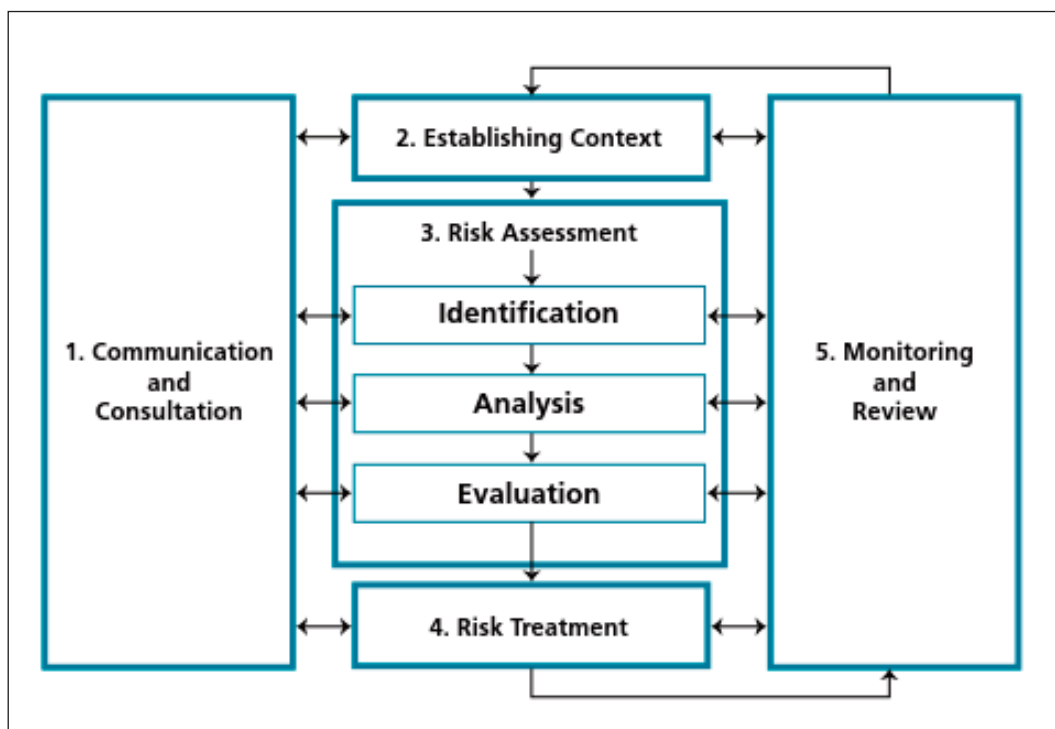 1. Communication
and
Consultation
2. Establishing Context
3. Risk Assessment
Identification
Analysis
Evaluation
4. Risk Treatment
5. Monitoring
and
Review